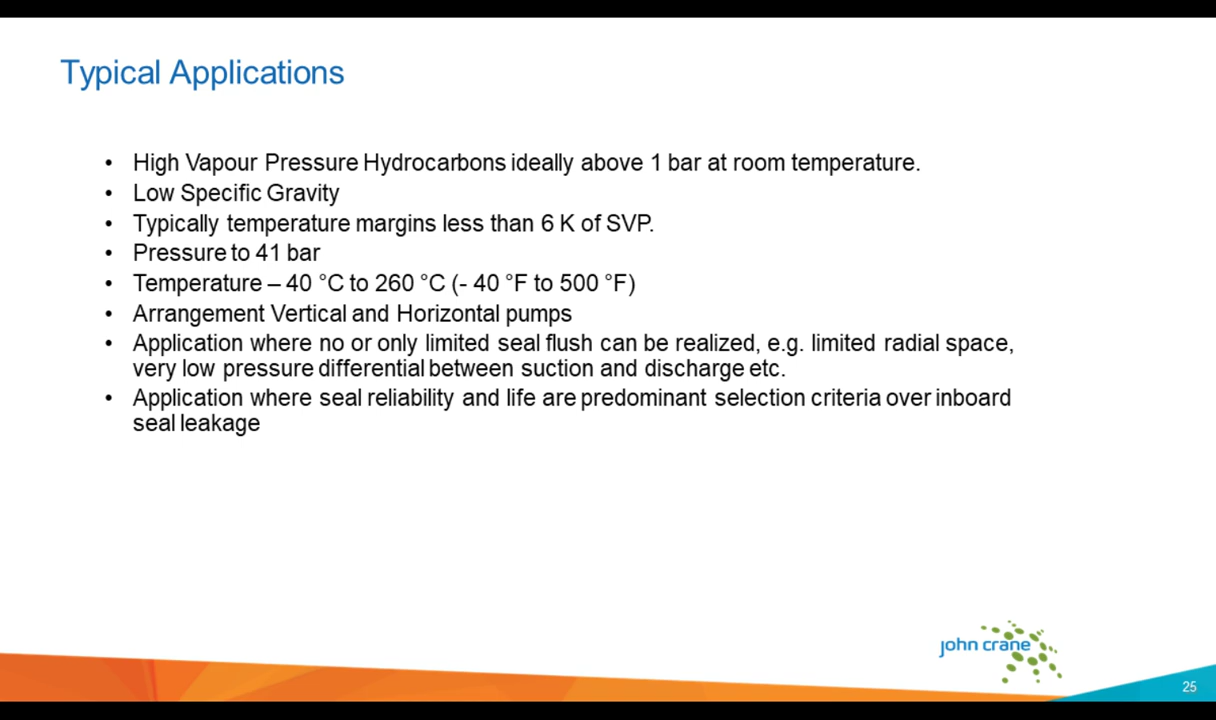 Typical Applications
• High Vapour Pressure Hydrocarbons ideally above 1 bar at room temperature.
• Low Specific Gravity
• Typically temperature margins less than 6 K of SVP.
• Pressure to 41 bar
• Temperature – 40 °C to 260 °C (- 40 °F to 500 °F)
• Arrangement Vertical and Horizontal pumps
• Application where no or only limited seal flush can be realized, e.g. limited radial space,
very low pressure differential between suction and discharge etc.
• Application where seal reliability and life are predominant selection criteria over inboard
seal leakage
john crane
25